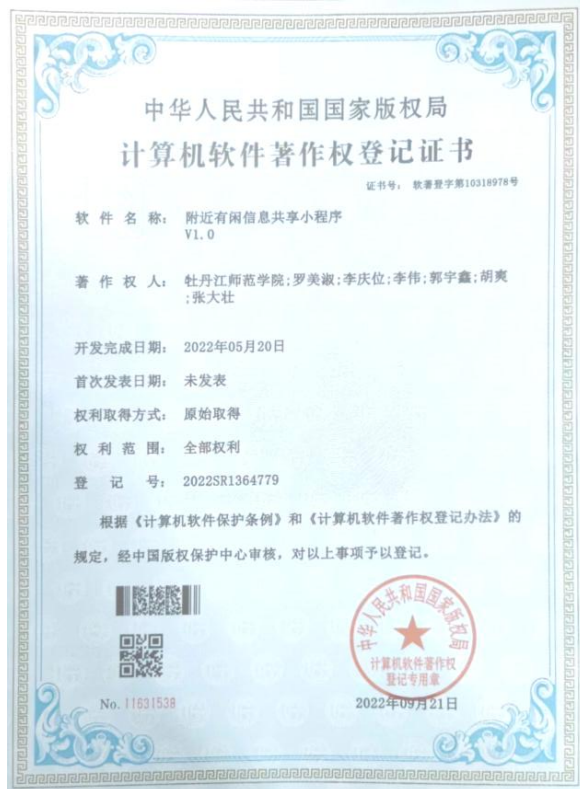 中华人民共和国国家版权局
计算机软件著作权登记证书
证书号： 软著登字第10318978号
软件名称： 附近有闲信息共享小程序
V1.0
著作权人： 牡丹江师范学院;罗美淑;李庆位;李伟;郭宇鑫;胡爽
;张大壮
开发完成日期： 2022年05月20日
首次发表日期： 未发表
权利取得方式： 原始取得
权利范围： 全部权利
登记号： 2022SR1364779
根据《计算机软件保护条例》和《计算机软件著作权登记办法》的
规定，经中国版权保护中心审核，对以上事项予以登记。
中华人民共和国国家版权局
计算机软件著作权
登记专用章
No. 11631538
2022年09月21日